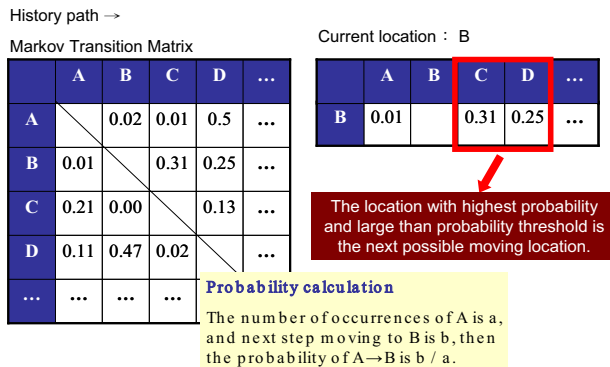 History path →
Markov Transition Matrix
A B C D ...
A 0.02 0.01 0.5 ...
B 0.01 0.31 0.25 ...
C 0.21 0.00 0.13 ...
D 0.11 0.47 0.02 ...
... ... ... ...
Current location : B
A B C D ...
B 0.01 0.31 0.25 ...
The location with highest probability
and large than probability threshold is
the next possible moving location.
Probability calculation
The number of occurrences of A is a,
and next step moving to B is b, then
the probability of A→B is b / a.